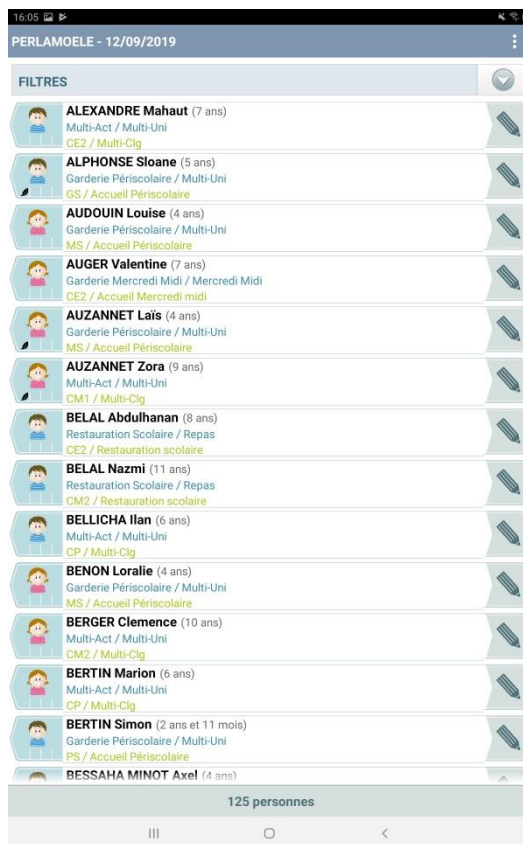 16:05
PERLAMOELE - 12/09/2019
FILTRES
ALEXANDRE Mahaut (7 ans)
Multi-Act / Multi-Uni
CE2 / Multi-Clg
ALPHONSE Sloane (5 ans)
Garderie Périscolaire / Multi-Uni
GS / Accueil Périscolaire
AUDOUIN Louise (4 ans)
Garderie Périscolaire / Multi-Uni
MS / Accueil Périscolaire
AUGER Valentine (7 ans)
Garderie Mercredi Midi / Mercredi Midi
CE2 / Accueil Mercredi midi
AUZANNET Laïs (4 ans)
Garderie Périscolaire / Multi-Uni
MS / Accueil Périscolaire
AUZANNET Zora (9 ans)
Multi-Act / Multi-Uni
CM1 / Multi-Clg
BELAL Abdulhanan (8 ans)
Restauration Scolaire / Repas
CE2 / Restauration scolaire
BELAL Nazmi (11 ans)
Restauration Scolaire / Repas
CM2 / Restauration scolaire
BELLICHA Ilan (6 ans)
Multi-Act / Multi-Uni
CP / Multi-Clg
BENON Loralie (4 ans)
Garderie Périscolaire / Multi-Uni
MS / Accueil Périscolaire
BERGER Clemence (10 ans)
Multi-Act / Multi-Uni
CM2 / Multi-Clg
BERTIN Marion (6 ans)
Multi-Act / Multi-Uni
CP / Multi-Clg
BERTIN Simon (2 ans et 11 mois)
Garderie Périscolaire / Multi-Uni
PS / Accueil Périscolaire
BESSAHA MINOT Axel (4 ans)
125 personnes